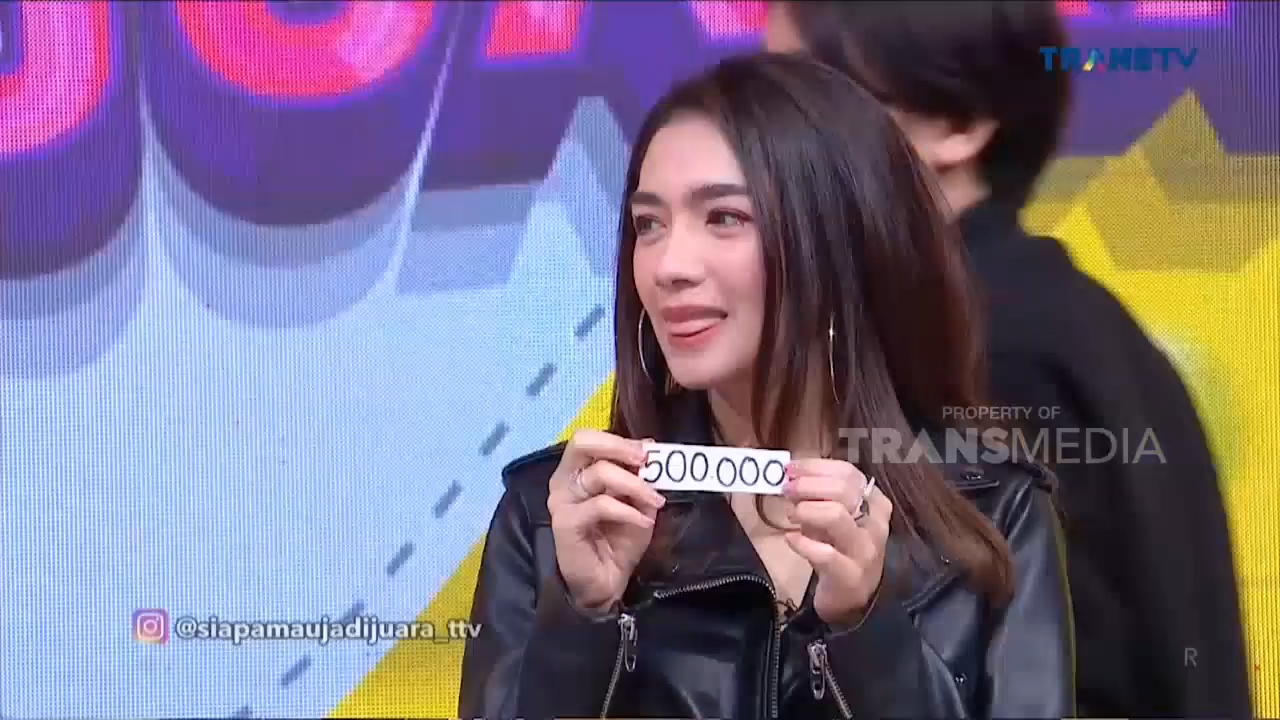 TRANSTV
500.000
PROPERTY OF
TRANSMEDIA
@siapamaujadijuara_ttv
R